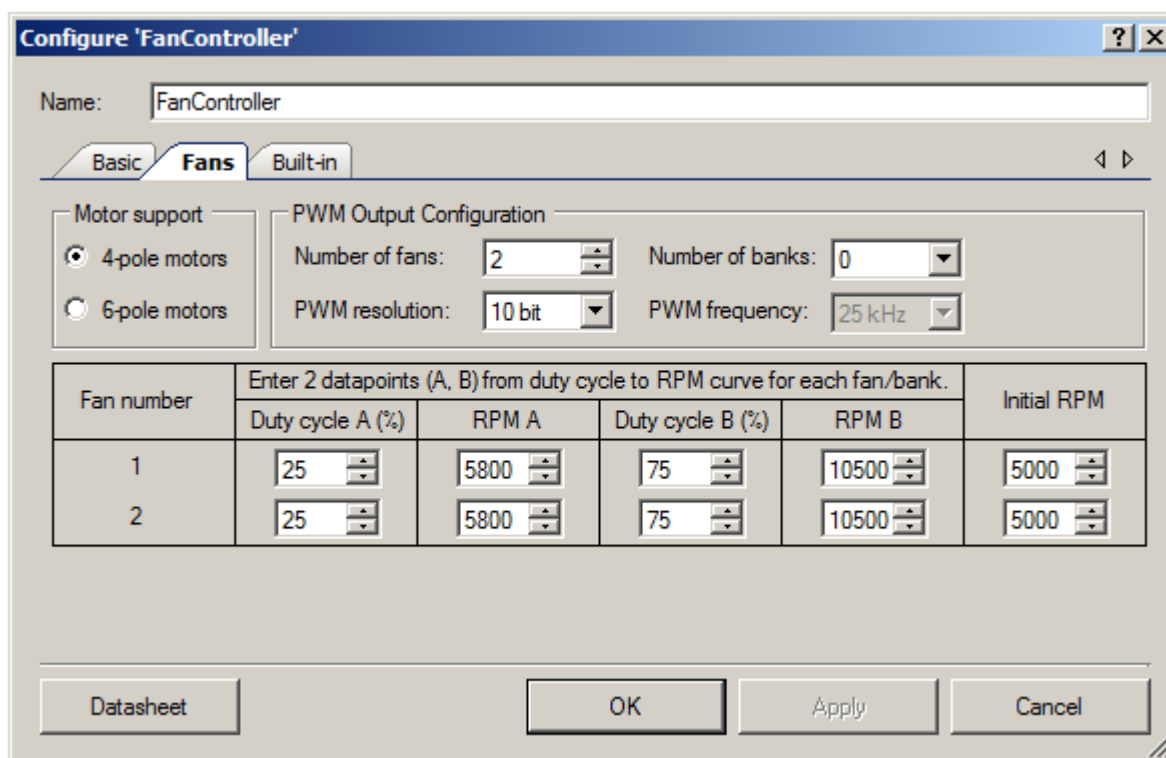 Configure 'FanController'
Name: FanController
Basic Fans Built-in
Motor support
4-pole motors
6-pole motors
PWM Output Configuration
Number of fans: 2 Number of banks: 0
PWM resolution: 10 bit PWM frequency: 25 kHz
Fan number Enter 2 datapoints (A, B) from duty cycle to RPM curve for each fan/bank. Initial RPM
Duty cycle A (%) RPM A Duty cycle B (%) RPM B
1 25 5800 75 10500 5000
2 25 5800 75 10500 5000
Datasheet OK Apply Cancel